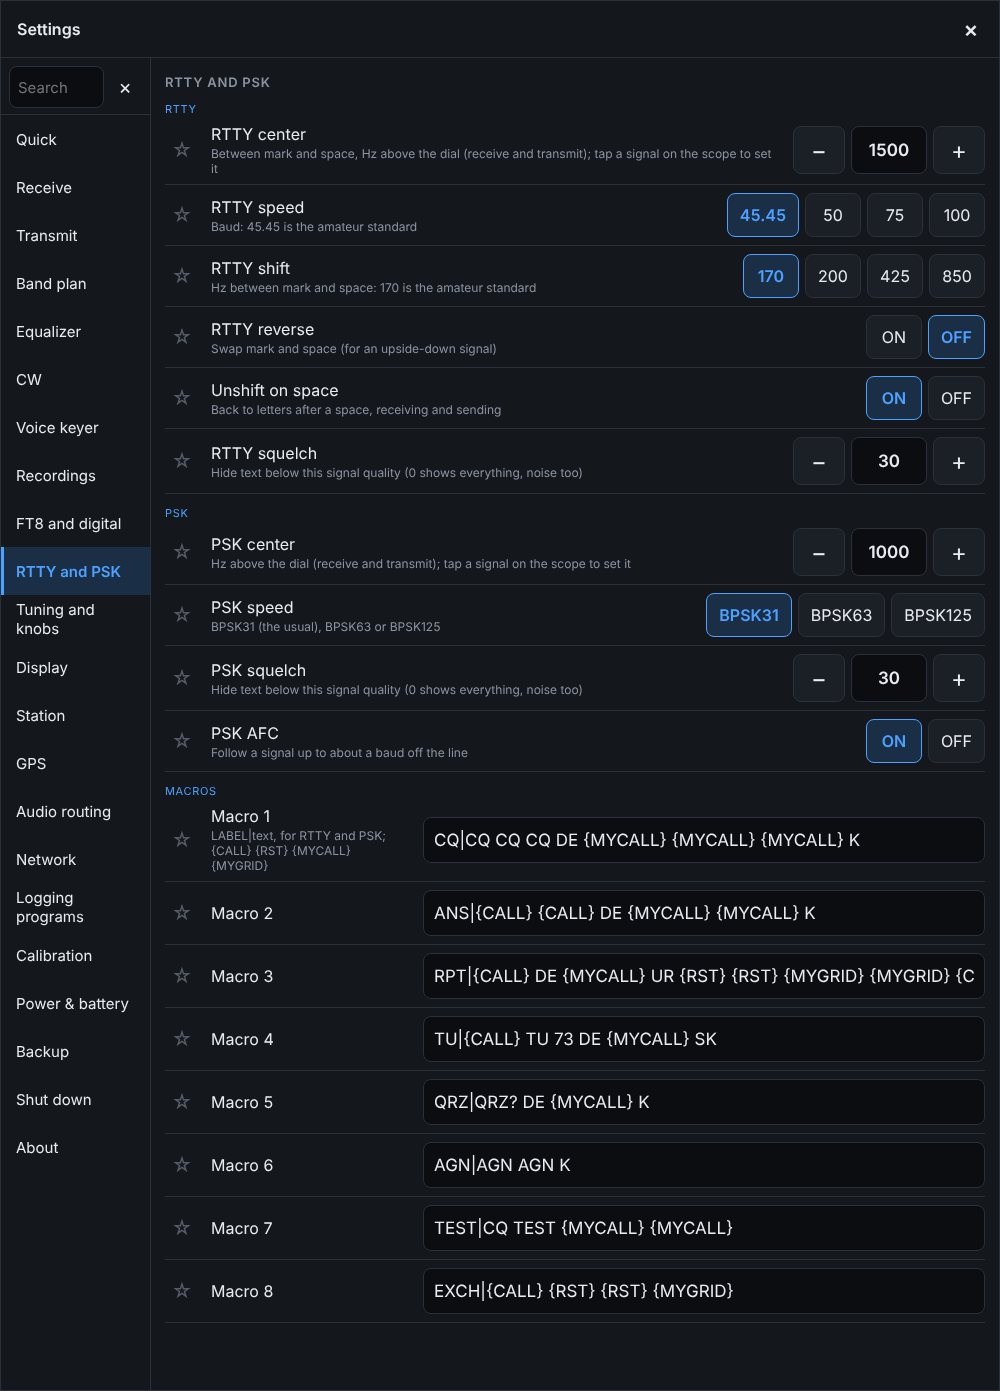 Settings
×
Search
×
Quick
Receive
Transmit
Band plan
Equalizer
CW
Voice keyer
Recordings
FT8 and digital
RTTY and PSK
Tuning and
knobs
Display
Station
GPS
Audio routing
Network
Logging
programs
Calibration
Power & battery
Backup
Shut down
About
RTTY AND PSK
RTTY
RTTY center
Between mark and space, Hz above the dial (receive and transmit); tap a signal on the scope to set
it
− 1500 +
RTTY speed
Baud: 45.45 is the amateur standard
45.45 50 75 100
RTTY shift
Hz between mark and space: 170 is the amateur standard
170 200 425 850
RTTY reverse
Swap mark and space (for an upside-down signal)
ON OFF
Unshift on space
Back to letters after a space, receiving and sending
ON OFF
RTTY squelch
Hide text below this signal quality (0 shows everything, noise too)
− 30 +
PSK
PSK center
Hz above the dial (receive and transmit); tap a signal on the scope to set it
− 1000 +
PSK speed
BPSK31 (the usual), BPSK63 or BPSK125
BPSK31 BPSK63 BPSK125
PSK squelch
Hide text below this signal quality (0 shows everything, noise too)
− 30 +
PSK AFC
Follow a signal up to about a baud off the line
ON OFF
MACROS
Macro 1
LABEL|text, for RTTY and PSK;
{CALL} {RST} {MYCALL}
{MYGRID}
CQ|CQ CQ CQ DE {MYCALL} {MYCALL} {MYCALL} K
Macro 2
ANS|{CALL} {CALL} DE {MYCALL} {MYCALL} K
Macro 3
RPT|{CALL} DE {MYCALL} UR {RST} {RST} {MYGRID} {MYGRID} {C
Macro 4
TU|{CALL} TU 73 DE {MYCALL} SK
Macro 5
QRZ|QRZ? DE {MYCALL} K
Macro 6
AGN|AGN AGN K
Macro 7
TEST|CQ TEST {MYCALL} {MYCALL}
Macro 8
EXCH|{CALL} {RST} {RST} {MYGRID}